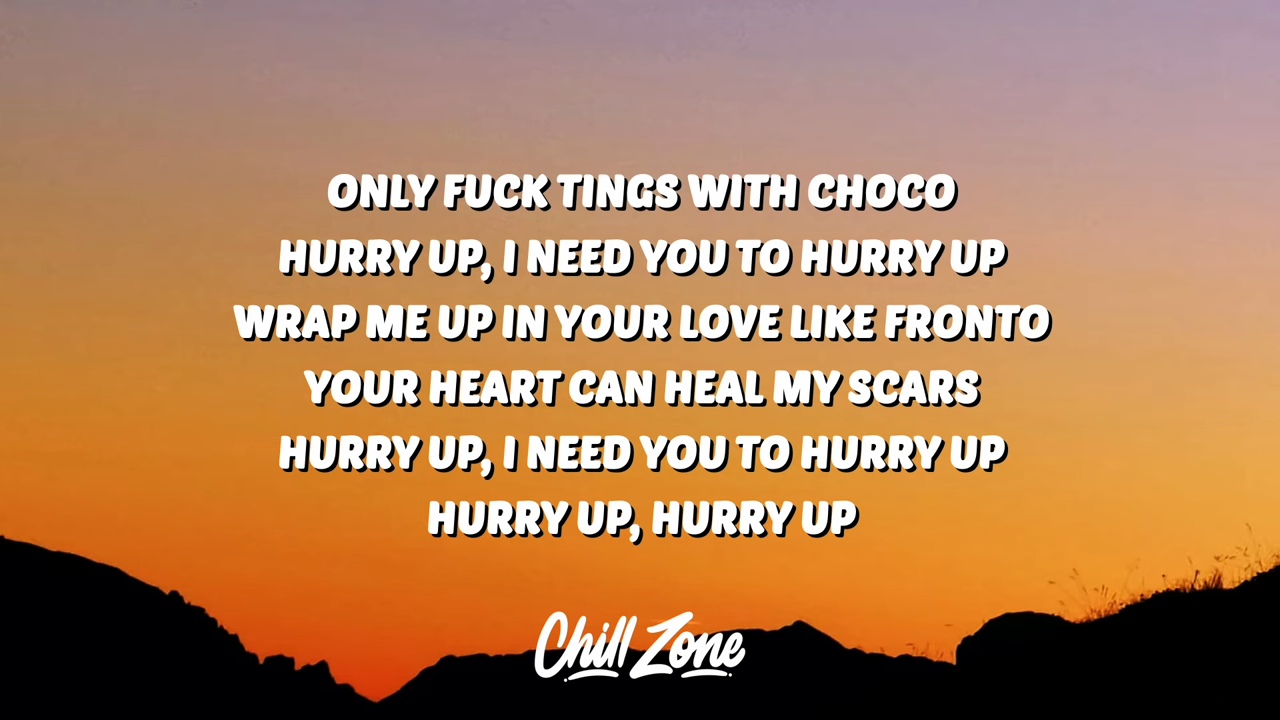 ONLY FUCK TINGS WITH CHOCO
HURRY UP, I NEED YOU TO HURRY UP
WRAP ME UP IN YOUR LOVE LIKE FRONTO
YOUR HEART CAN HEAL MY SCARS
HURRY UP, I NEED YOU TO HURRY UP
HURRY UP, HURRY UP
Chill Zone